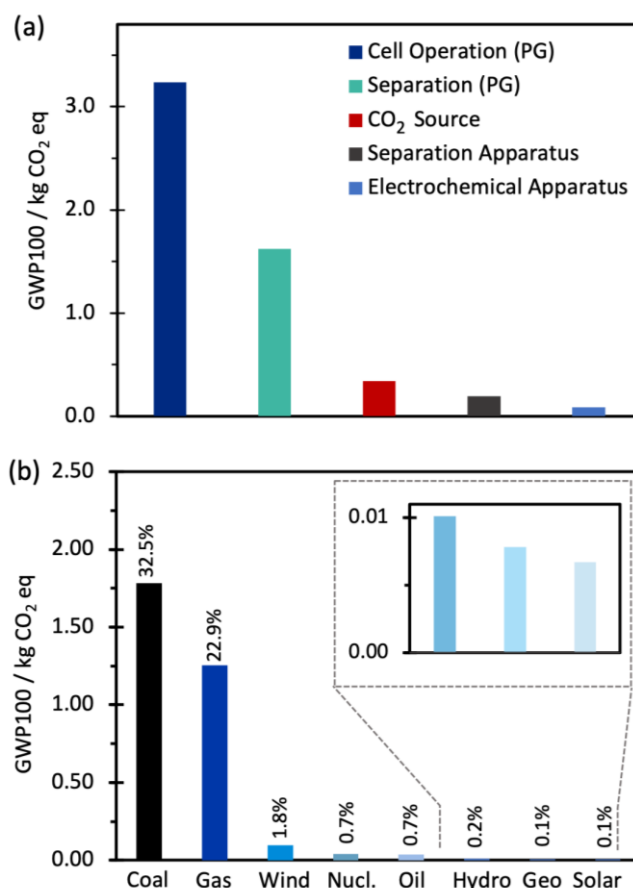 (a)
GWP100 / kg CO₂ eq
3.0
2.0
1.0
0.0
Cell Operation (PG)
Separation (PG)
CO₂ Source
Separation Apparatus
Electrochemical Apparatus
(b)
GWP100 / kg CO₂ eq
2.50
2.00
1.50
1.00
0.50
0.00
32.5%
22.9%
1.8%
0.7%
0.7%
0.2%
0.1%
0.1%
0.01
0.00
Coal Gas Wind Nucl. Oil Hydro Geo Solar